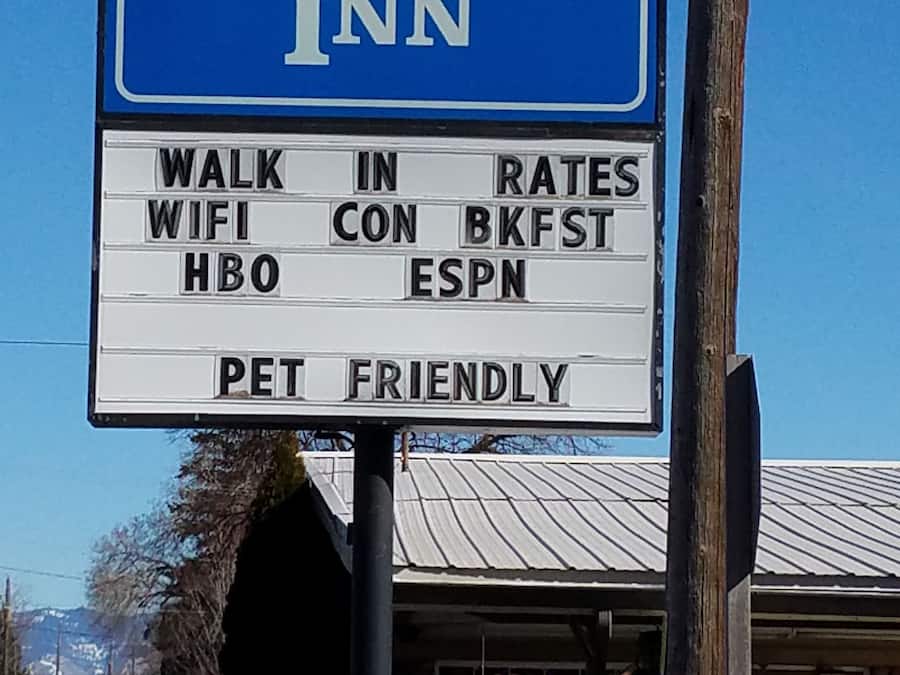 INN
WALK IN RATES
WIFI CON BKFST
HBO ESPN
PET FRIENDLY